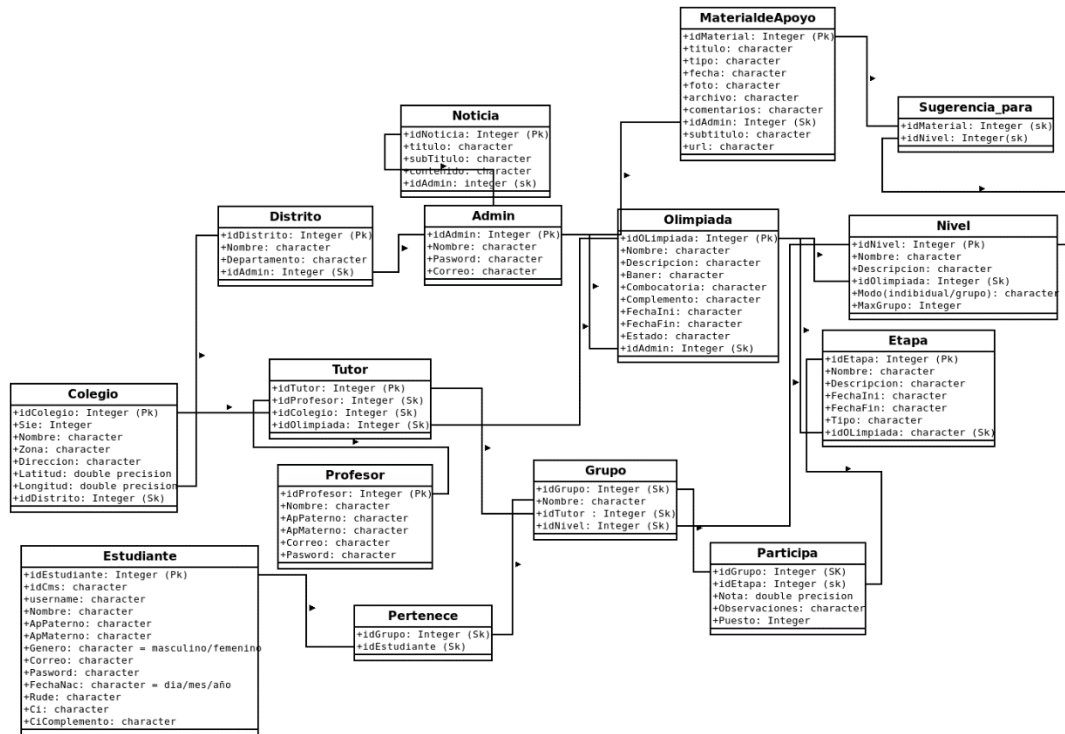 MaterialdeApoyo
+idMaterial: Integer (Pk)
+titulo: character
+tipo: character
+fecha: character
+foto: character
+archivo: character
+comentarios: character
+idAdmin: Integer (Sk)
+subtitulo: character
+url: character
Sugerencia_para
+idMaterial: Integer (sk)
+idNivel: Integer(sk)
Noticia
+idNoticia: Integer (Pk)
+titulo: character
+subTitulo: character
+contenido: character
+idAdmin: integer (sk)
Distrito
+idDistrito: Integer (Pk)
+Nombre: character
+Departamento: character
+idAdmin: Integer (Sk)
Admin
+idAdmin: Integer (Pk)
+Nombre: character
+Pasword: character
+Correo: character
Olimpiada
+idOLimpiada: Integer (Pk)
+Nombre: character
+Descripcion: character
+Baner: character
+Combocatoria: character
+Complemento: character
+FechaIni: character
+FechaFin: character
+Estado: character
+idAdmin: Integer (Sk)
Nivel
+idNivel: Integer (Pk)
+Nombre: character
+Descripcion: character
+idOlimpiada: Integer (Sk)
+Modo(indibidual/grupo): character
+MaxGrupo: Integer
Etapa
+idEtapa: Integer (Pk)
+Nombre: character
+Descripcion: character
+FechaIni: character
+FechaFin: character
+Tipo: character
+idOLimpiada: character (Sk)
Colegio
+idColegio: Integer (Pk)
+Sie: Integer
+Nombre: character
+Zona: character
+Direccion: character
+Latitud: double precision
+Longitud: double precision
+idDistrito: Integer (Sk)
Tutor
+idTutor: Integer (Pk)
+idProfesor: Integer (Sk)
+idColegio: Integer (Sk)
+idOlimpiada: Integer (Sk)
Profesor
+idProfesor: Integer (Pk)
+Nombre: character
+ApPaterno: character
+ApMaterno: character
+Correo: character
+Pasword: character
Grupo
+idGrupo: Integer (Sk)
+Nombre: character
+idTutor : Integer (Sk)
+idNivel: Integer (Sk)
Participa
+idGrupo: Integer (SK)
+idEtapa: Integer (sk)
+Nota: double precision
+Observaciones: character
+Puesto: Integer
Estudiante
+idEstudiante: Integer (Pk)
+idCms: character
+username: character
+Nombre: character
+ApPaterno: character
+ApMaterno: character
+Genero: character = masculino/femenino
+Correo: character
+Pasword: character
+FechaNac: character = dia/mes/año
+Rude: character
+Ci: character
+CiComplemento: character
Pertenece
+idGrupo: Integer (Sk)
+idEstudiante (Sk)